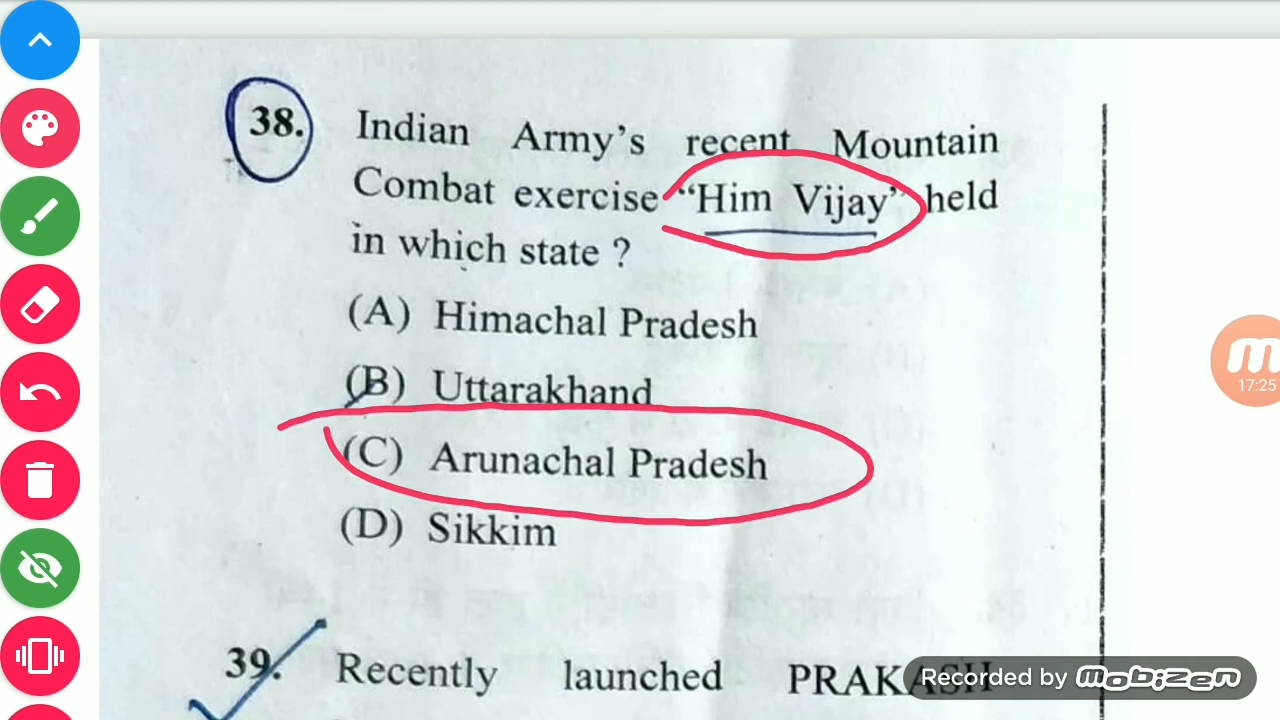 38. Indian Army's recent Mountain
Combat exercise "Him Vijay" held
in which state ?
(A) Himachal Pradesh
(B) Uttarakhand
(C) Arunachal Pradesh
(D) Sikkim
39. Recently launched PRAKASH
17:25
Recorded by mobizen